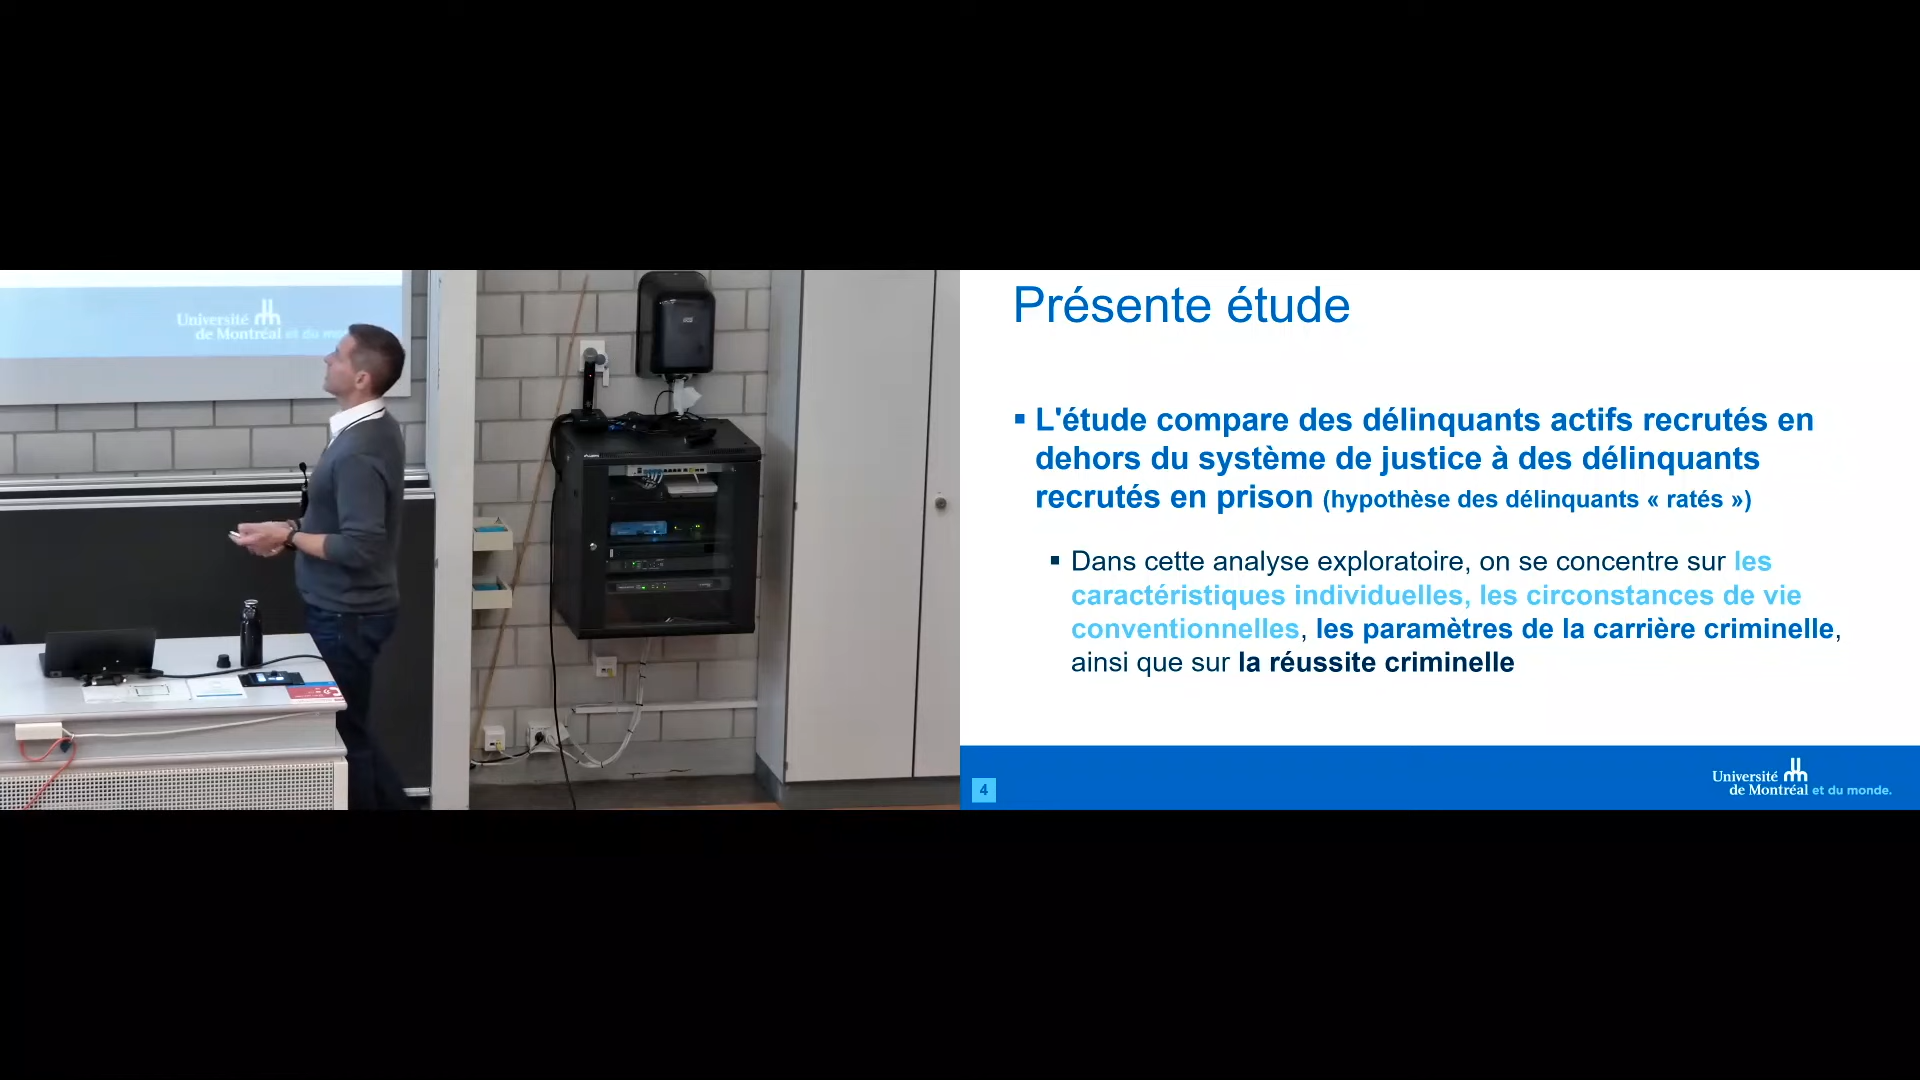 Université
de Montréal et du mo
Présente étude
▪ L'étude compare des délinquants actifs recrutés en
dehors du système de justice à des délinquants
recrutés en prison (hypothèse des délinquants « ratés »)
▪ Dans cette analyse exploratoire, on se concentre sur les
caractéristiques individuelles, les circonstances de vie
conventionnelles, les paramètres de la carrière criminelle,
ainsi que sur la réussite criminelle
4
Université
de Montréal et du monde.